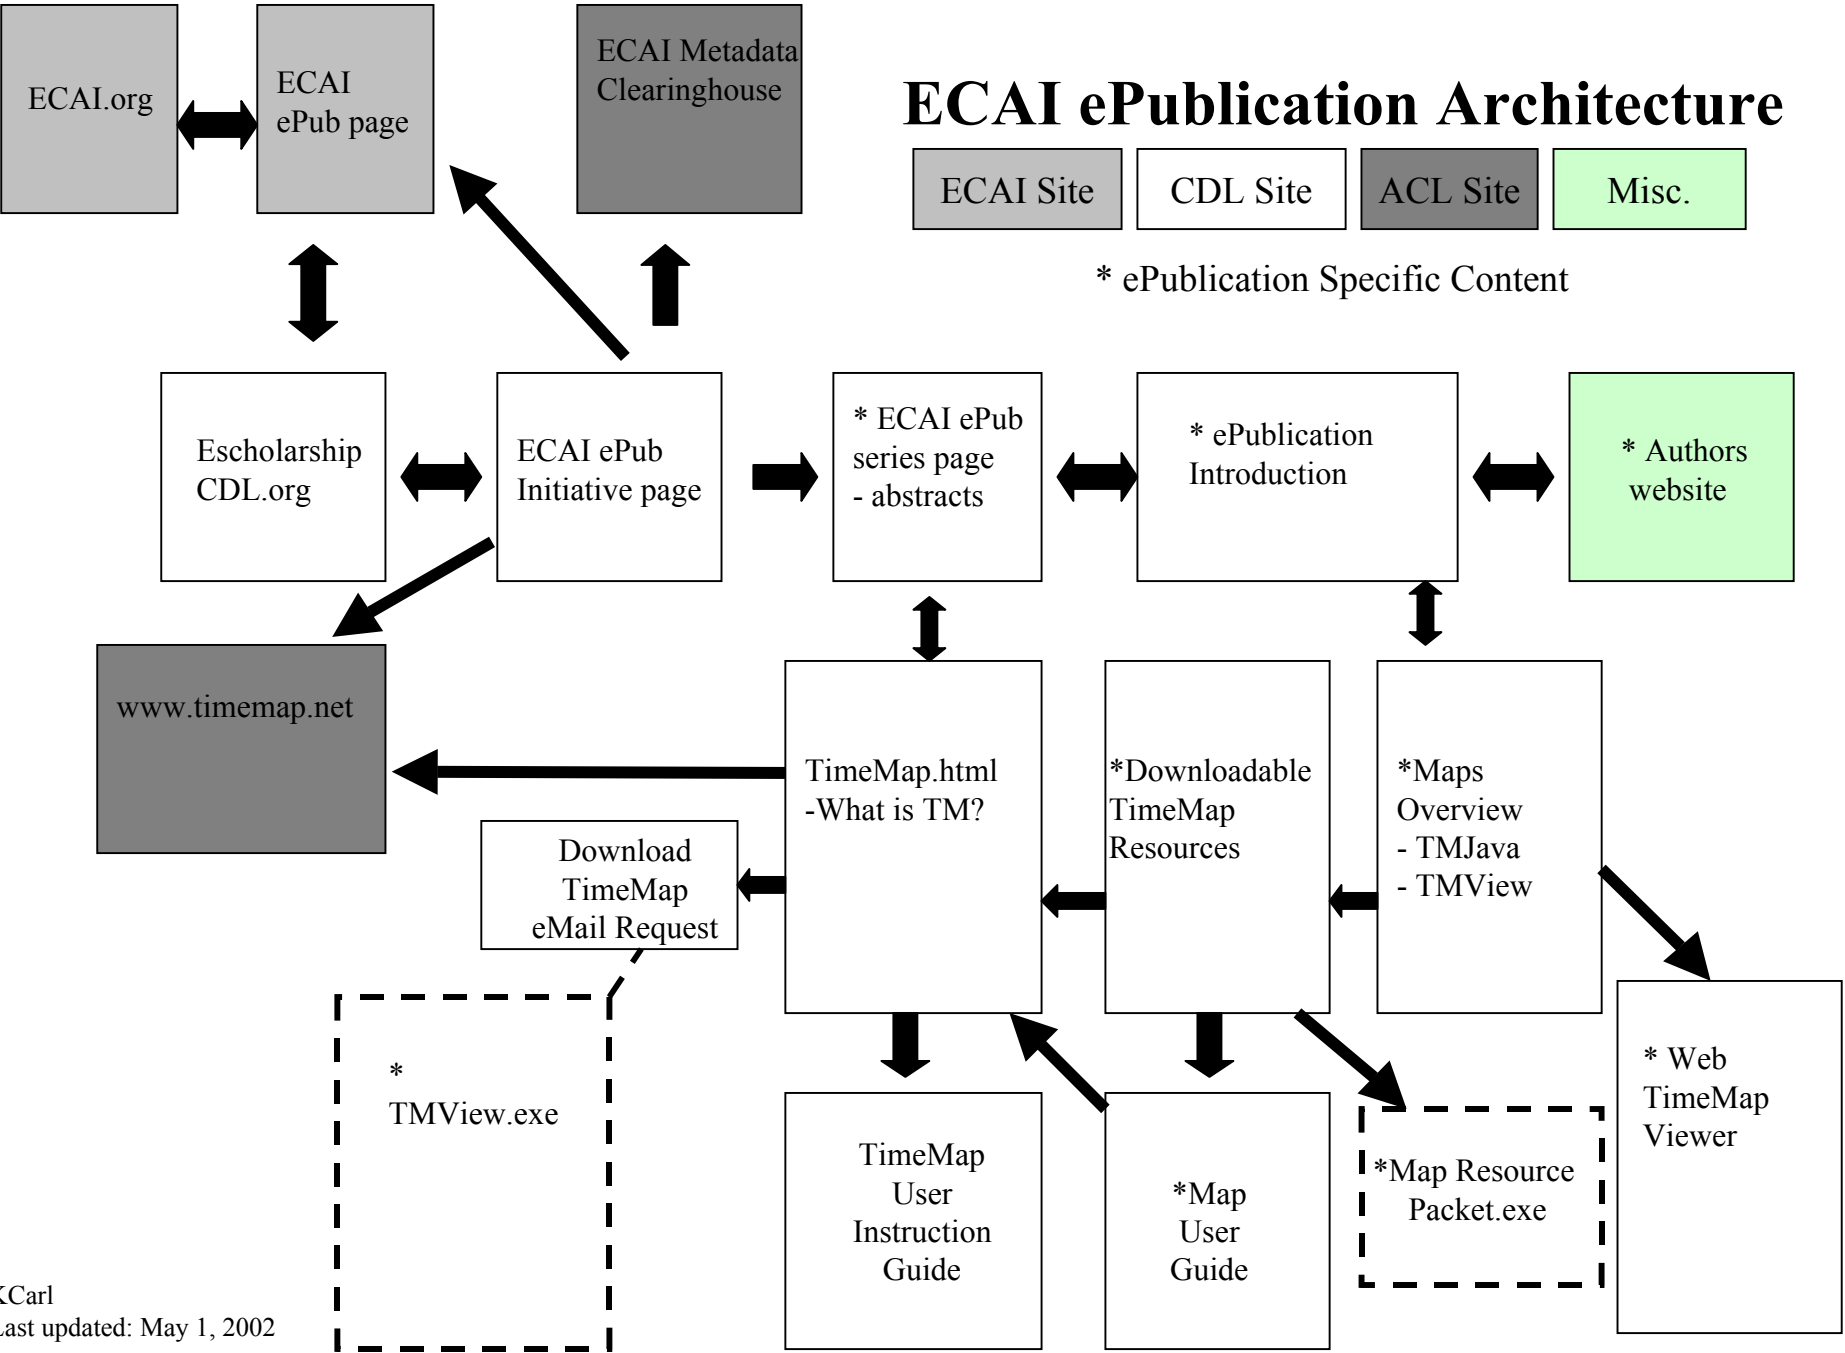 ECAI.org
ECAI
ePub page
ECAI Metadata
Clearinghouse
ECAI ePublication Architecture
ECAI Site
CDL Site
ACL Site
Misc.
* ePublication Specific Content
Escholarship
CDL.org
ECAI ePub
Initiative page
* ECAI ePub
series page
- abstracts
* ePublication
Introduction
* Authors
website
www.timemap.net
TimeMap.html
-What is TM?
*Downloadable
TimeMap
Resources
*Maps
Overview
- TMJava
- TMView
Download
TimeMap
eMail Request
*
TMView.exe
TimeMap
User
Instruction
Guide
*Map
User
Guide
*Map Resource
Packet.exe
* Web
TimeMap
Viewer
KCarl
Last updated: May 1, 2002